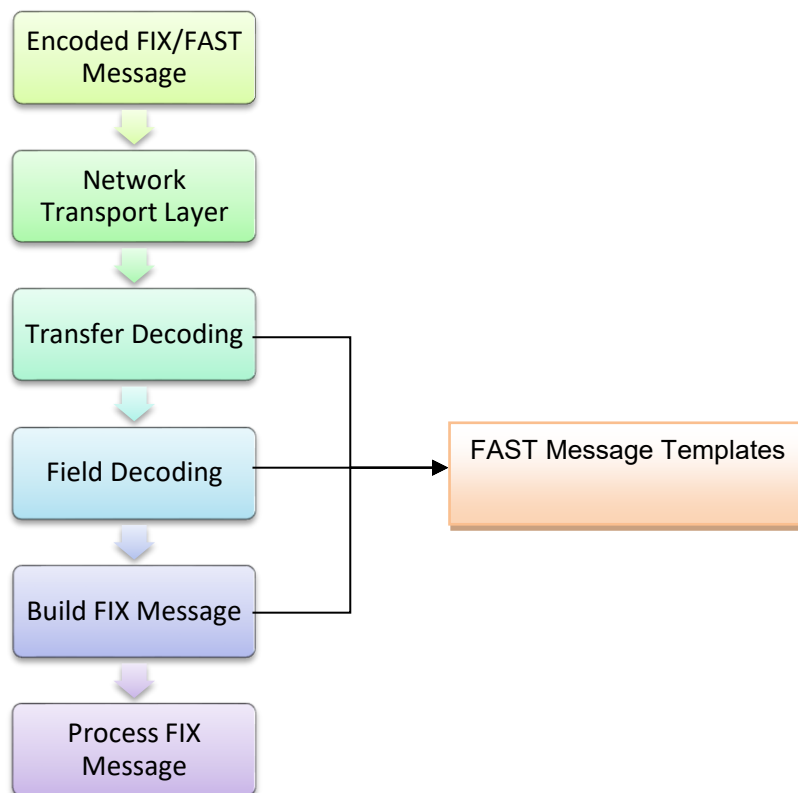 Encoded FIX/FAST
Message
Network
Transport Layer
Transfer Decoding
Field Decoding
FAST Message Templates
Build FIX Message
Process FIX
Message